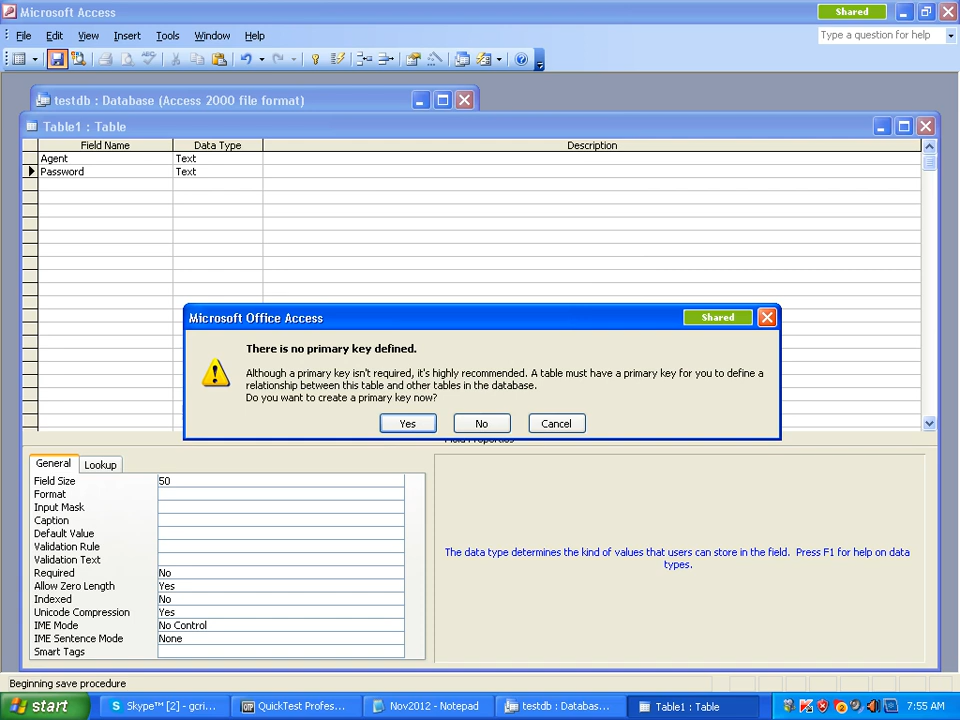 Microsoft Access
Shared
File Edit View Insert Tools Window Help
Type a question for help
testdb : Database (Access 2000 file format)
Table1 : Table
Field Name Data Type Description
Agent Text
Password Text
Microsoft Office Access
Shared
There is no primary key defined.
Although a primary key isn't required, it's highly recommended. A table must have a primary key for you to define a
relationship between this table and other tables in the database.
Do you want to create a primary key now?
Yes No Cancel
Field Properties
General Lookup
Field Size 50
Format
Input Mask
Caption
Default Value
Validation Rule
Validation Text
Required No
Allow Zero Length Yes
Indexed No
Unicode Compression Yes
IME Mode No Control
IME Sentence Mode None
Smart Tags
The data type determines the kind of values that users can store in the field. Press F1 for help on data
types.
Beginning save procedure
start
Skype™ [2] - gcri...
QuickTest Profes...
Nov2012 - Notepad
testdb : Databas...
Table1 : Table
7:55 AM